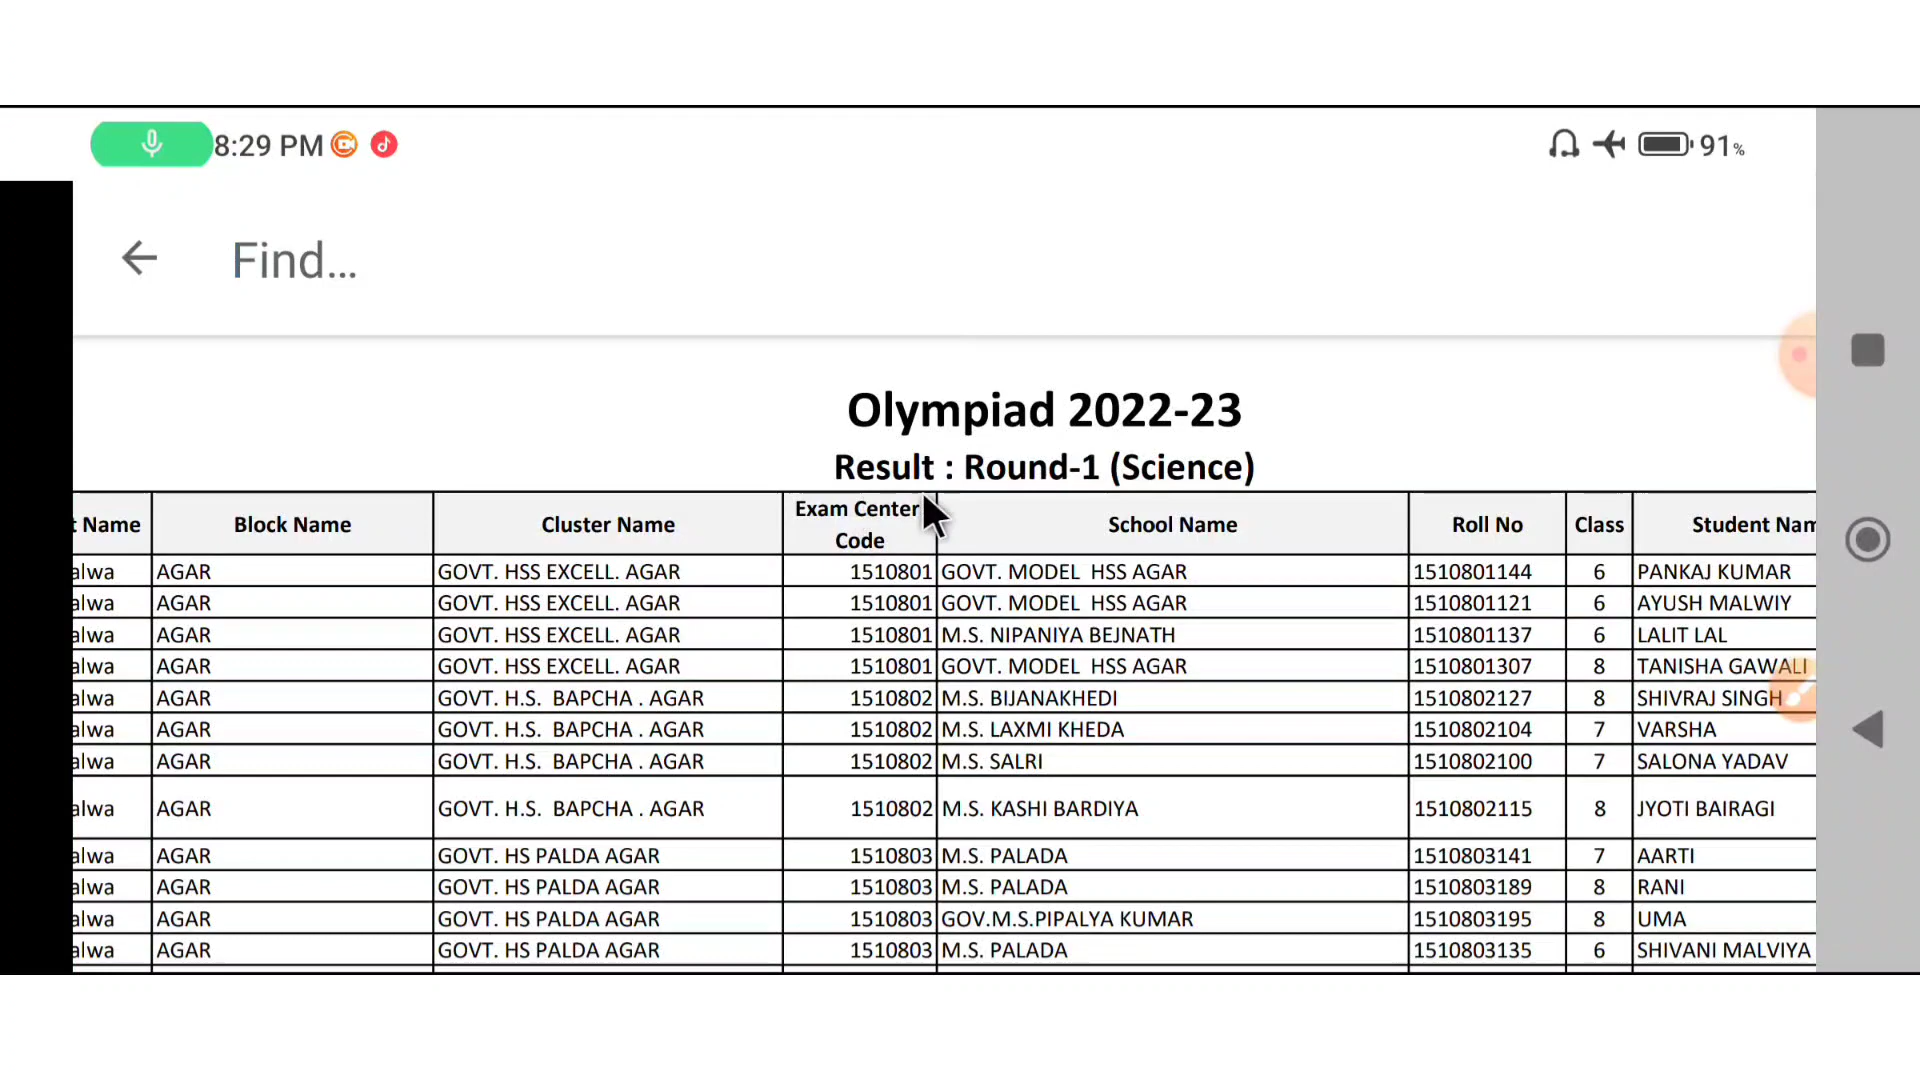 8:29 PM 91%
Find...
Olympiad 2022-23
Result : Round-1 (Science)
t Name Block Name Cluster Name Exam Center Code School Name Roll No Class Student Nam
alwa AGAR GOVT. HSS EXCELL. AGAR 1510801 GOVT. MODEL HSS AGAR 1510801144 6 PANKAJ KUMAR
alwa AGAR GOVT. HSS EXCELL. AGAR 1510801 GOVT. MODEL HSS AGAR 1510801121 6 AYUSH MALWIY
alwa AGAR GOVT. HSS EXCELL. AGAR 1510801 M.S. NIPANIYA BEJNATH 1510801137 6 LALIT LAL
alwa AGAR GOVT. HSS EXCELL. AGAR 1510801 GOVT. MODEL HSS AGAR 1510801307 8 TANISHA GAWALI
alwa AGAR GOVT. H.S. BAPCHA . AGAR 1510802 M.S. BIJANAKHEDI 1510802127 8 SHIVRAJ SINGH
alwa AGAR GOVT. H.S. BAPCHA . AGAR 1510802 M.S. LAXMI KHEDA 1510802104 7 VARSHA
alwa AGAR GOVT. H.S. BAPCHA . AGAR 1510802 M.S. SALRI 1510802100 7 SALONA YADAV
alwa AGAR GOVT. H.S. BAPCHA . AGAR 1510802 M.S. KASHI BARDIYA 1510802115 8 JYOTI BAIRAGI
alwa AGAR GOVT. HS PALDA AGAR 1510803 M.S. PALADA 1510803141 7 AARTI
alwa AGAR GOVT. HS PALDA AGAR 1510803 M.S. PALADA 1510803189 8 RANI
alwa AGAR GOVT. HS PALDA AGAR 1510803 GOV.M.S.PIPALYA KUMAR 1510803195 8 UMA
alwa AGAR GOVT. HS PALDA AGAR 1510803 M.S. PALADA 1510803135 6 SHIVANI MALVIYA